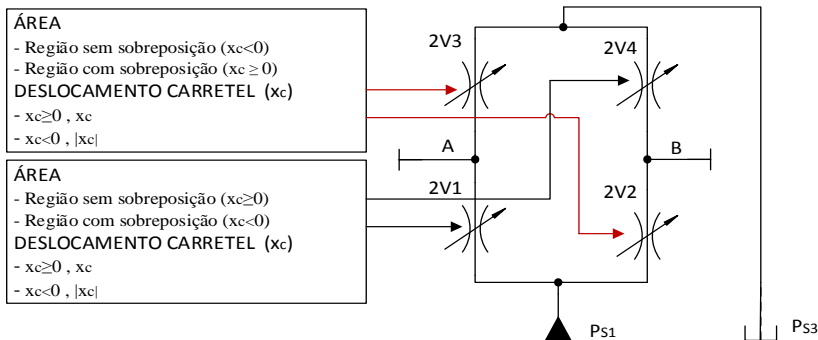 ÁREA
- Região sem sobreposição (xc<0)
- Região com sobreposição (xc ≥ 0)
DESLOCAMENTO CARRETEL (xc)
- xc≥0 , xc
- xc<0 , |xc|
ÁREA
- Região sem sobreposição (xc≥0)
- Região com sobreposição (xc<0)
DESLOCAMENTO CARRETEL (xc)
- xc≥0 , xc
- xc<0 , |xc|
2V3
2V4
A
B
2V1
2V2
PS1
PS3